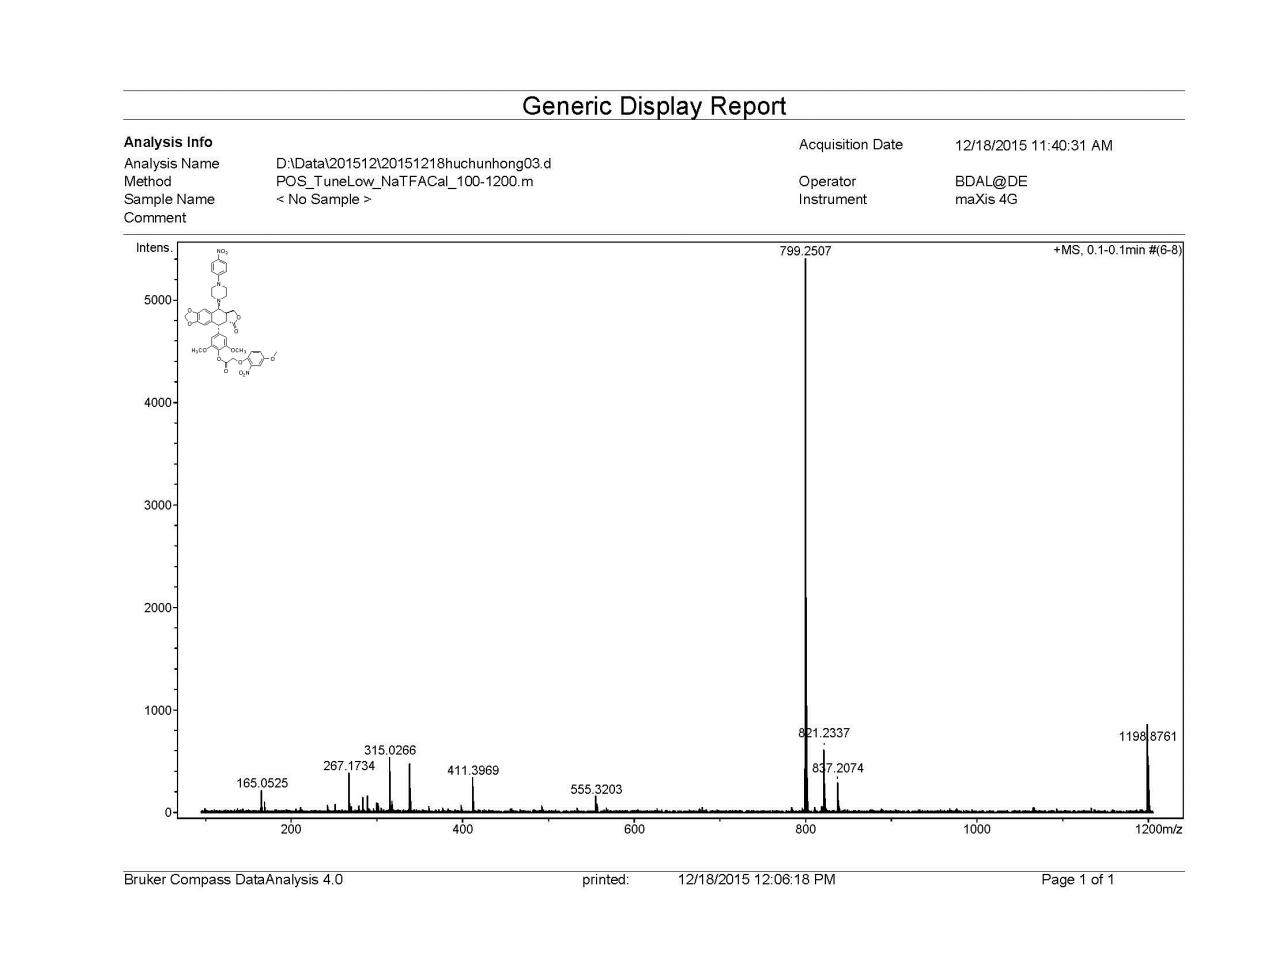 Generic Display Report
Analysis Info
Acquisition Date 12/18/2015 11:40:31 AM
Analysis Name D:\Data\201512\20151218huchunhong03.d
Method POS_TuneLow_NaTFACal_100-1200.m
Operator BDAL@DE
Sample Name < No Sample >
Instrument maXis 4G
Comment
Intens.
+MS, 0.1-0.1min #(6-8)
799.2507
5000
4000
3000
2000
1000
0
165.0525
267.1734
315.0266
411.3969
555.3203
821.2337
837.2074
1198.8761
NO₂
N
N
O
O
O
O
H₃CO
OCH₃
O
O
O
O
O₂N
200 400 600 800 1000 1200 m/z
Bruker Compass DataAnalysis 4.0 printed: 12/18/2015 12:06:18 PM Page 1 of 1